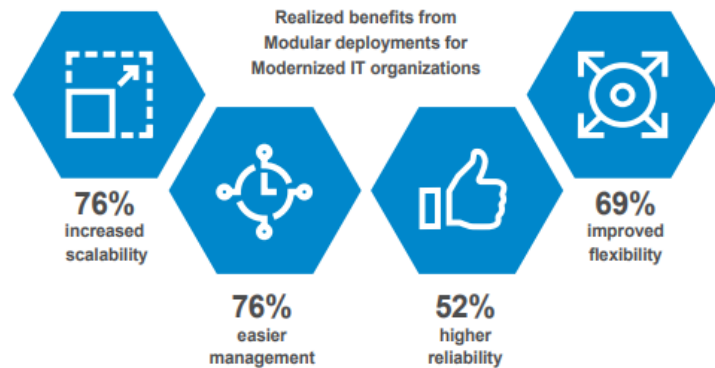 Realized benefits from
Modular deployments for
Modernized IT organizations
76%
increased
scalability
76%
easier
management
52%
higher
reliability
69%
improved
flexibility